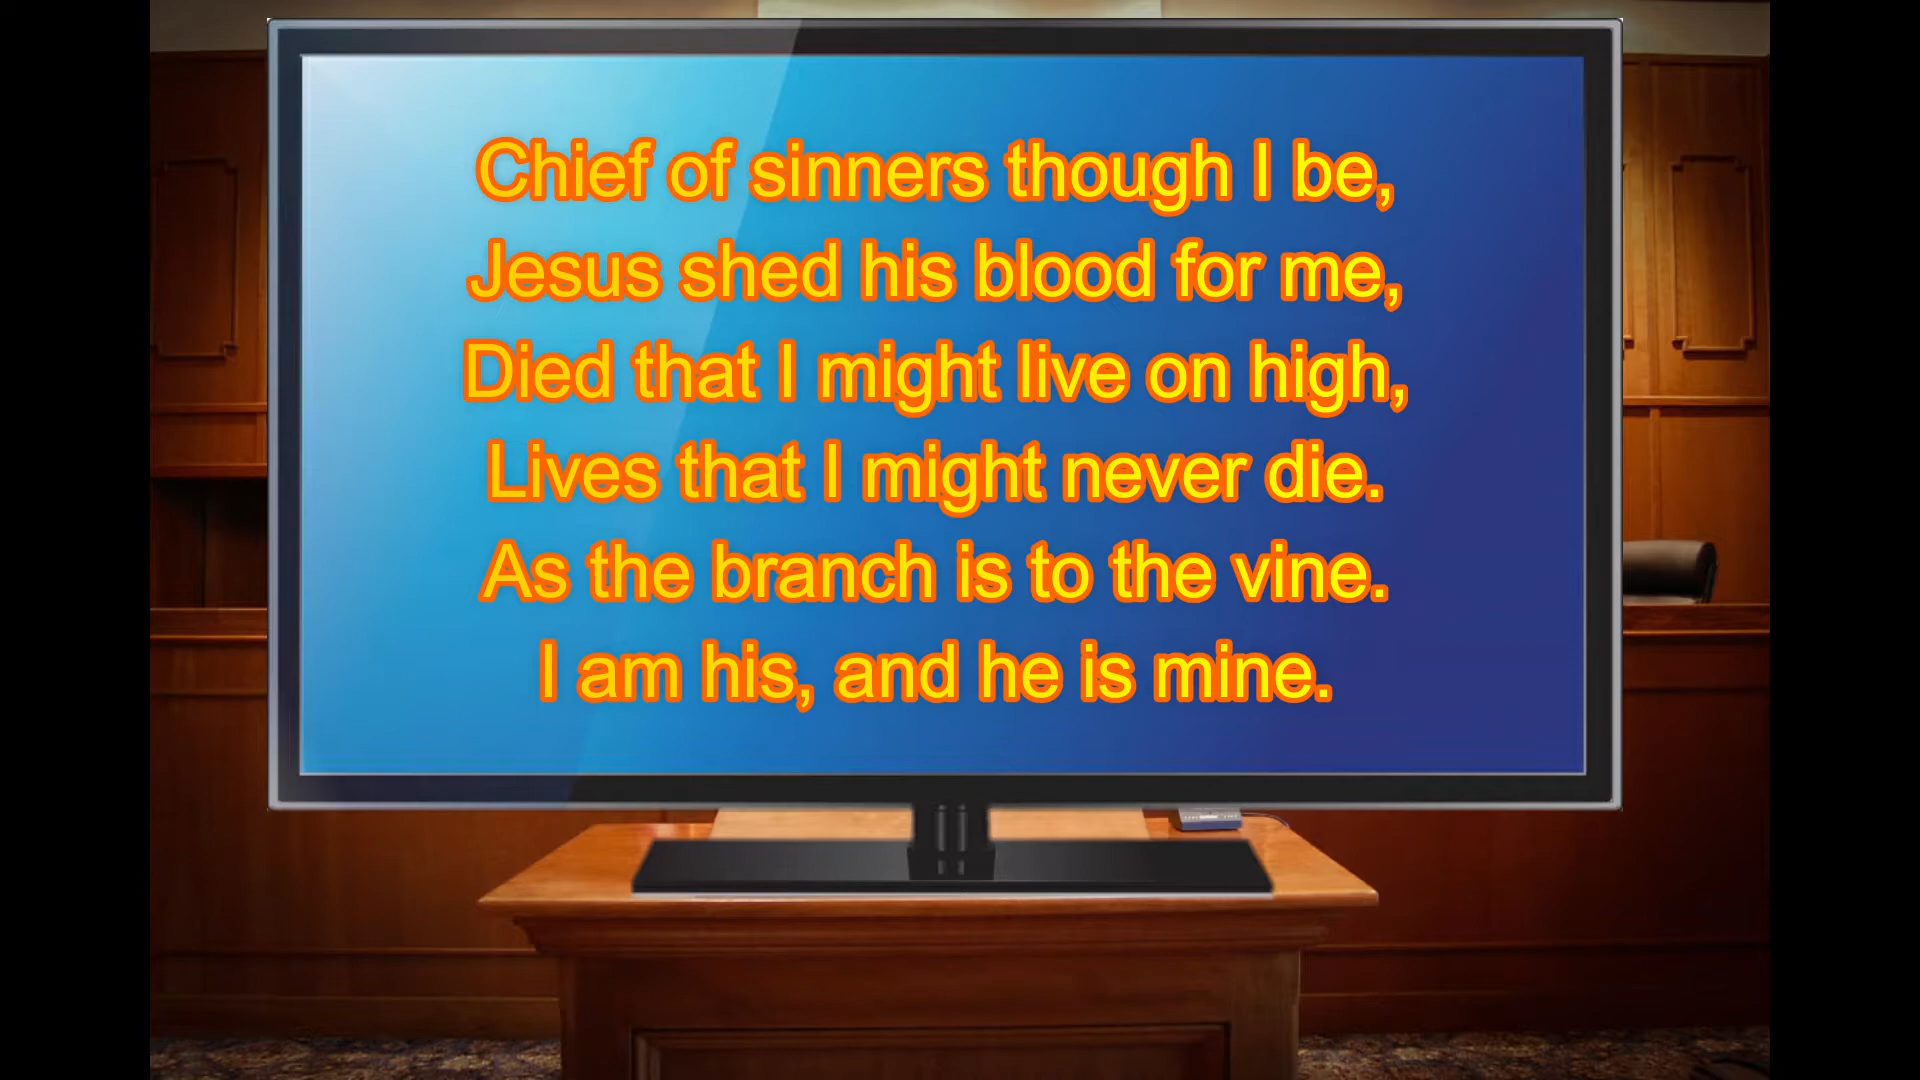 Chief of sinners though I be,
Jesus shed his blood for me,
Died that I might live on high,
Lives that I might never die.
As the branch is to the vine.
I am his, and he is mine.